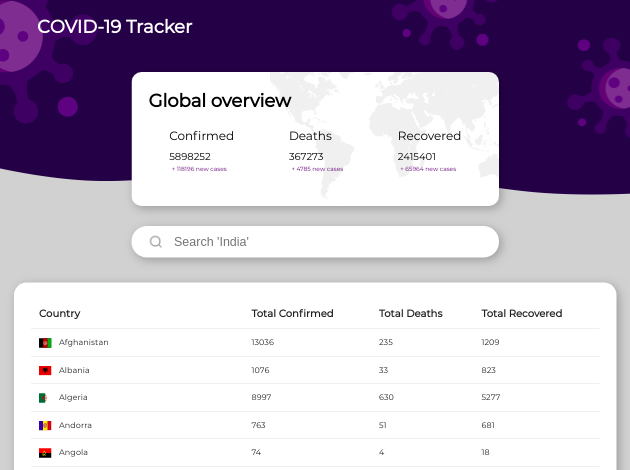 COVID-19 Tracker
Global overview
Confirmed Deaths Recovered
5898252 367273 2415401
+ 118196 new cases + 4785 new cases + 65964 new cases
Search 'India'
Country Total Confirmed Total Deaths Total Recovered
Afghanistan 13036 235 1209
Albania 1076 33 823
Algeria 8997 630 5277
Andorra 763 51 681
Angola 74 4 18